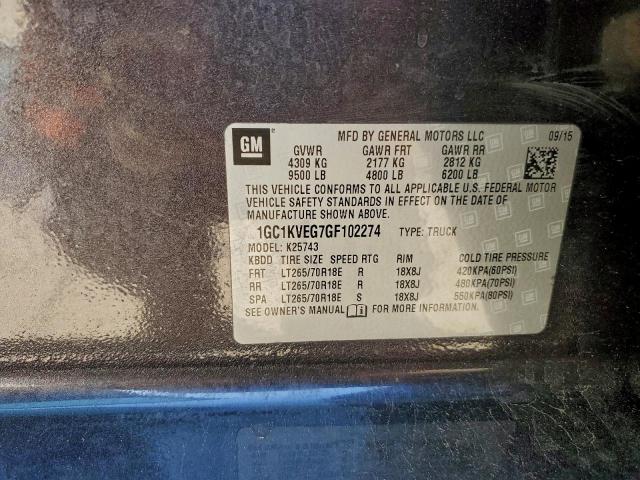 GM
MFD BY GENERAL MOTORS LLC 09/15
GVWR GAWR FRT GAWR RR
4309 KG 2177 KG 2812 KG
9500 LB 4800 LB 6200 LB
THIS VEHICLE CONFORMS TO ALL APPLICABLE U.S. FEDERAL MOTOR
VEHICLE SAFETY STANDARDS IN EFFECT ON THE DATE OF
MANUFACTURE SHOWN ABOVE.
1GC1KVEG7GF102274 TYPE: TRUCK
MODEL: K25743
KBDD TIRE SIZE SPEED RTG RIM COLD TIRE PRESSURE
FRT LT265/70R18E R 18X8J 420KPA(60PSI)
RR LT265/70R18E R 18X8J 480KPA(70PSI)
SPA LT265/70R18E S 18X8J 550KPA(80PSI)
SEE OWNER'S MANUAL FOR MORE INFORMATION.